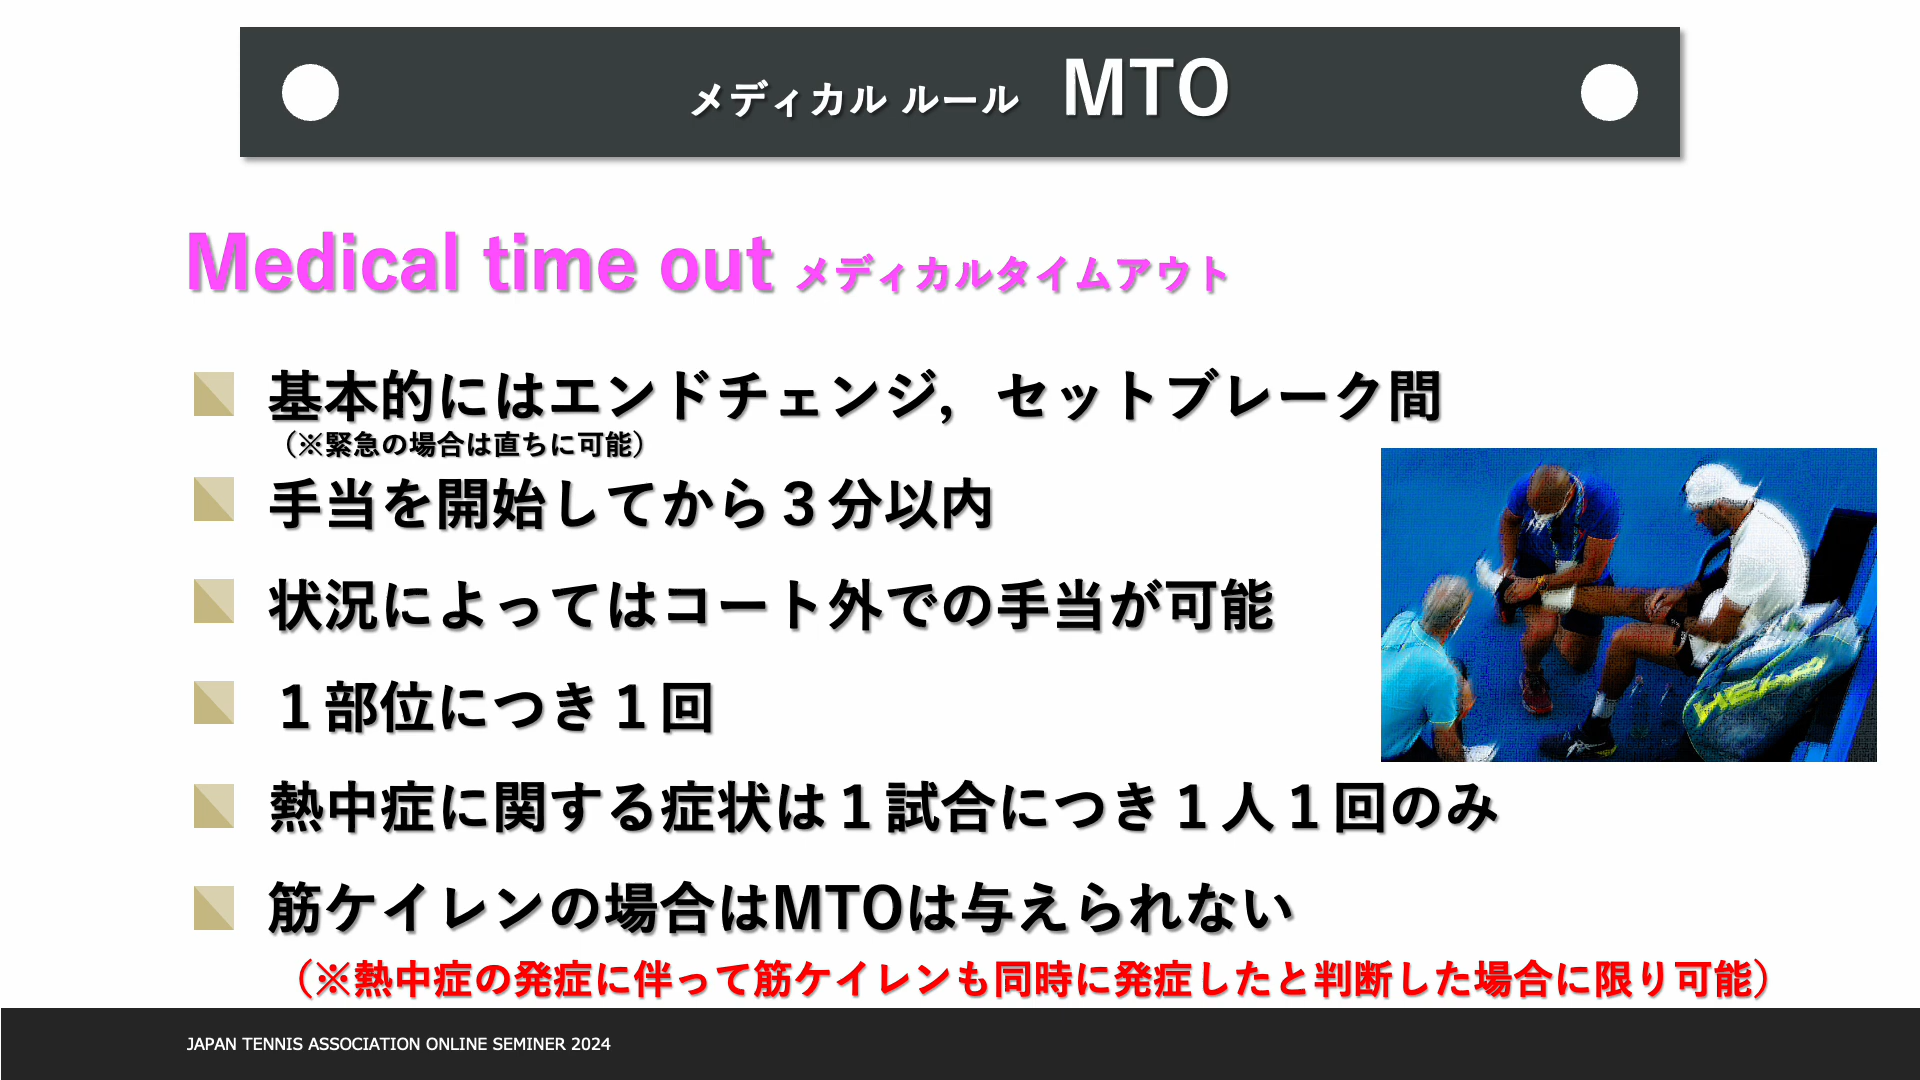 メディカル ルール MTO
Medical time out メディカルタイムアウト
基本的にはエンドチェンジ，セットブレーク間
（※緊急の場合は直ちに可能）
手当を開始してから３分以内
状況によってはコート外での手当が可能
１部位につき１回
熱中症に関する症状は１試合につき１人１回のみ
筋ケイレンの場合はMTOは与えられない
（※熱中症の発症に伴って筋ケイレンも同時に発症したと判断した場合に限り可能）
HEAD
JAPAN TENNIS ASSOCIATION ONLINE SEMINER 2024